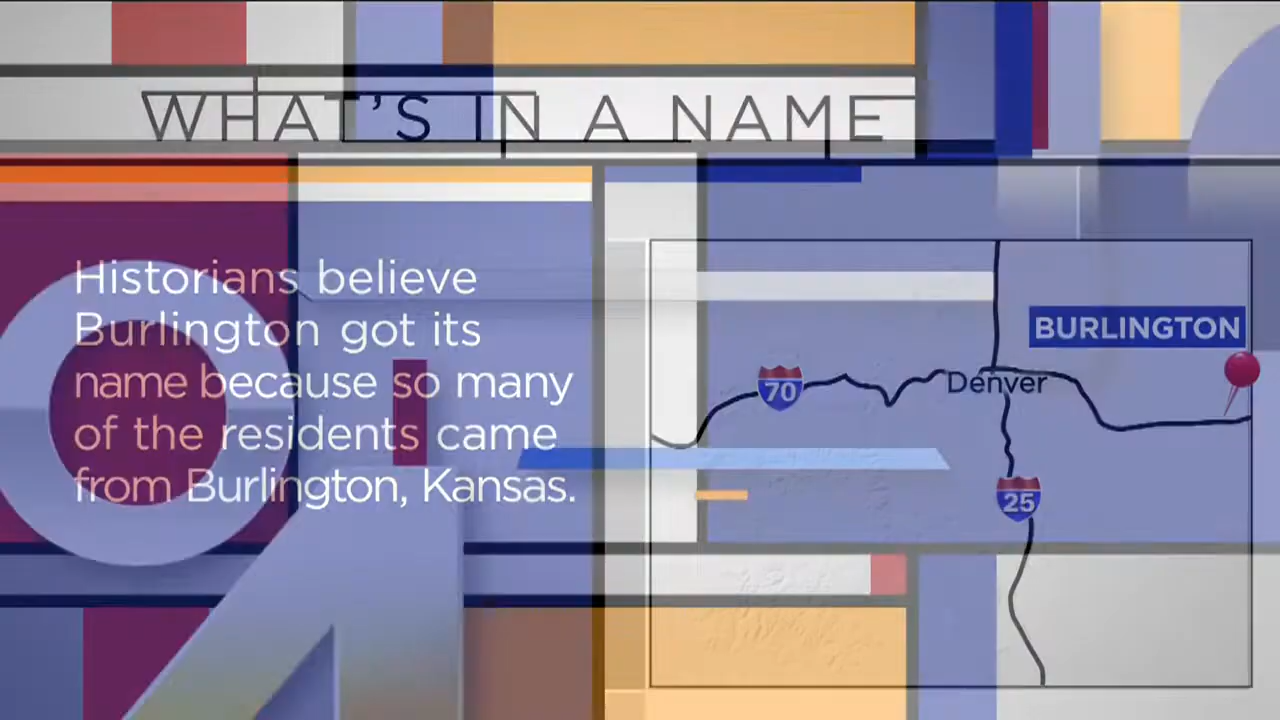 WHAT'S IN A NAME
Historians believe
Burlington got its
name because so many
of the residents came
from Burlington, Kansas.
BURLINGTON
70
Denver
25